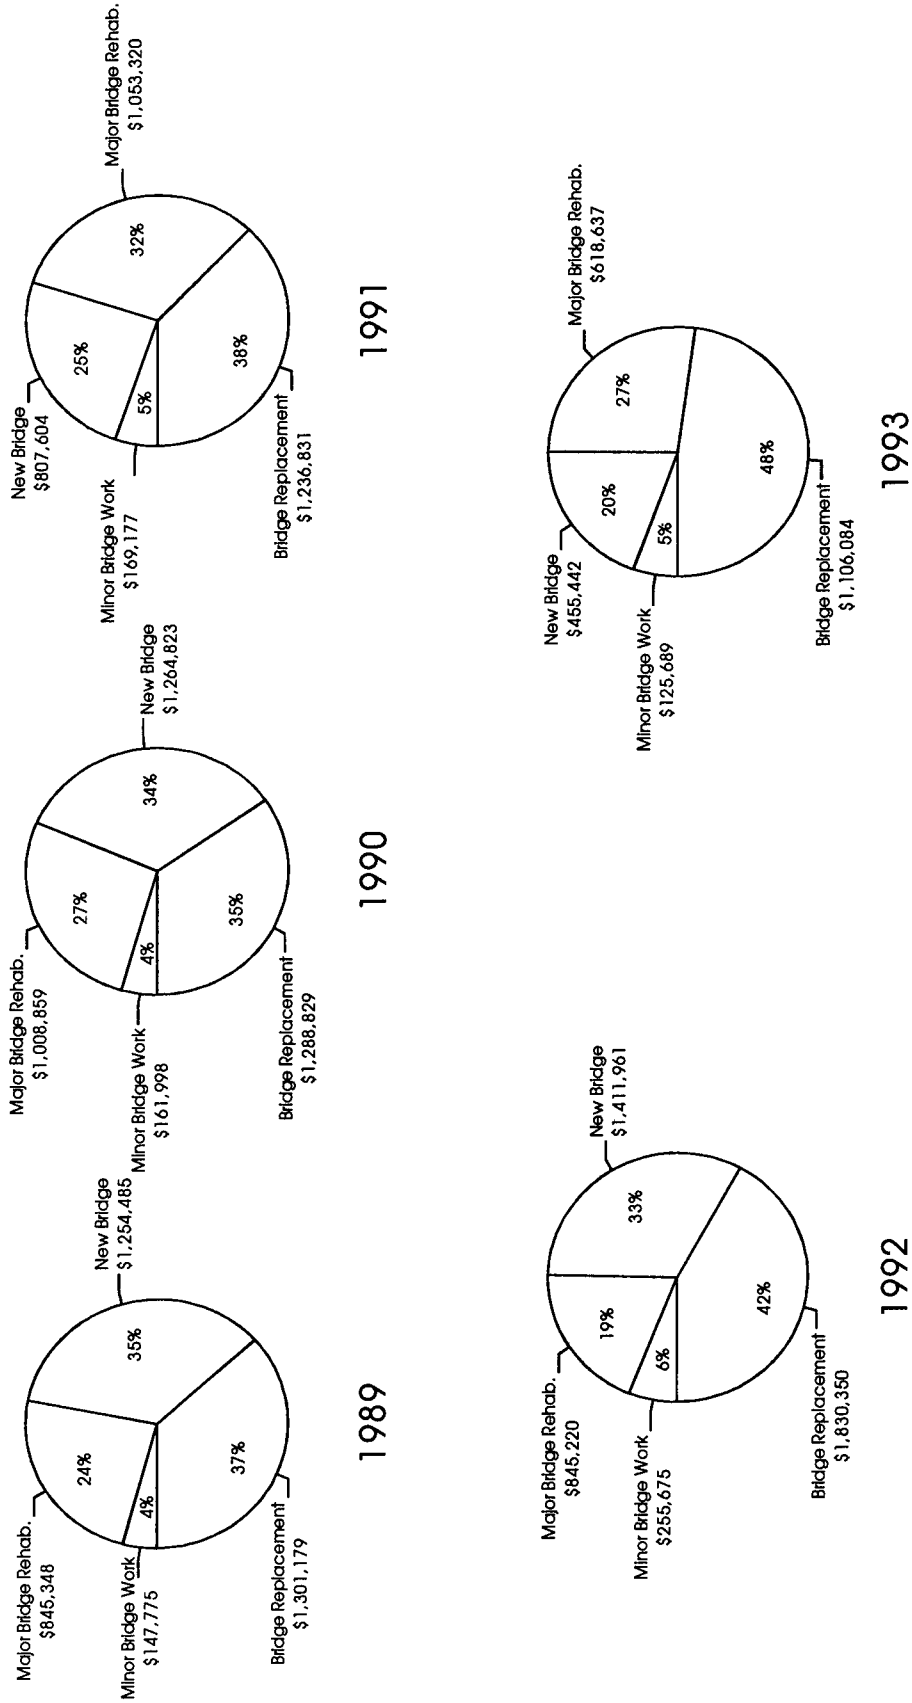 Major Bridge Rehab.
$845,348
24%
New Bridge
$1,254,485
35%
Minor Bridge Work
$147,775
4%
37%
Bridge Replacement
$1,301,179
1989
Major Bridge Rehab.
$1,008,859
27%
New Bridge
$1,264,823
34%
Minor Bridge Work
$161,998
4%
35%
Bridge Replacement
$1,288,829
1990
New Bridge
$807,604
25%
Major Bridge Rehab.
$1,053,320
32%
Minor Bridge Work
$169,177
5%
38%
Bridge Replacement
$1,236,831
1991
Major Bridge Rehab.
$845,220
19%
New Bridge
$1,411,961
33%
Minor Bridge Work
$255,675
6%
42%
Bridge Replacement
$1,830,350
1992
New Bridge
$455,442
20%
Major Bridge Rehab.
$618,637
27%
Minor Bridge Work
$125,689
5%
48%
Bridge Replacement
$1,106,084
1993